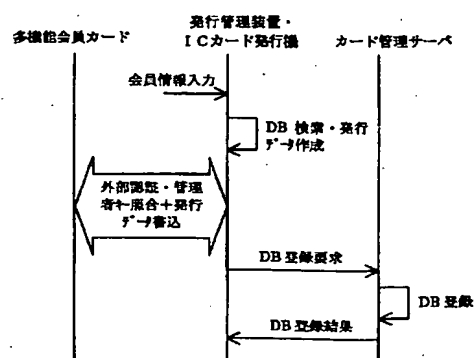 多機能会員カード
発行管理装置・
ICカード発行機
カード管理サーバ
会員情報入力
DB 検索・発行
データ作成
外部認証・管理
者キー照合+発行
データ書込
DB 登録要求
DB 登録
DB 登録結果